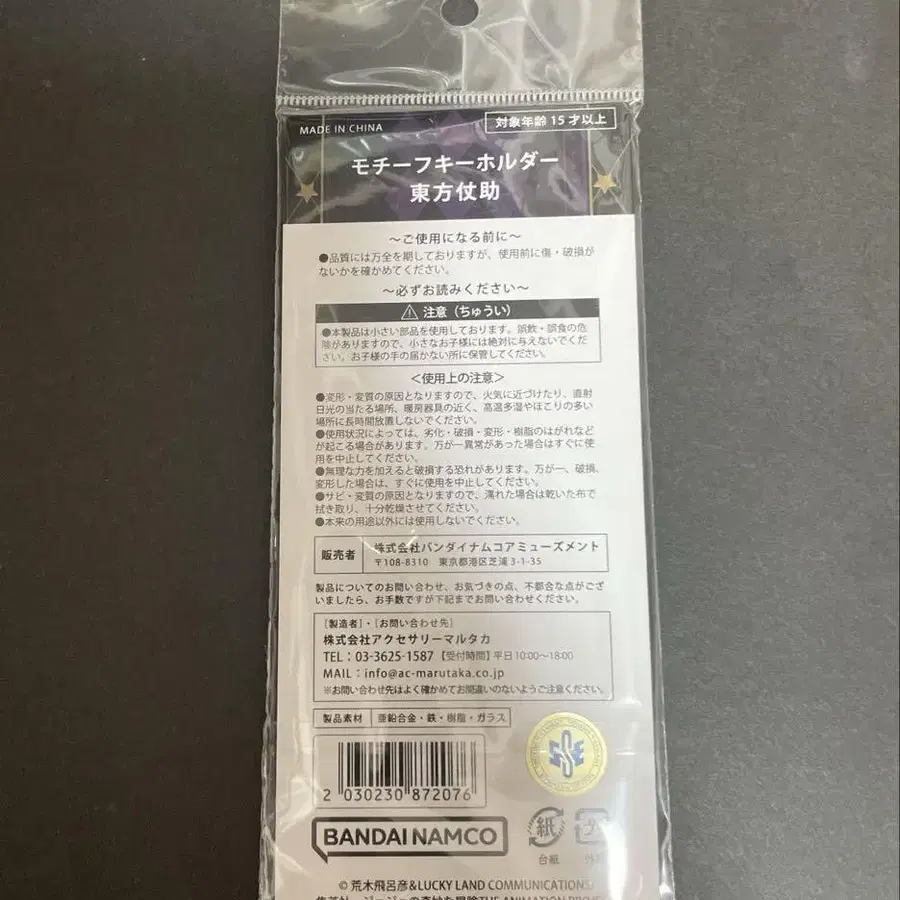 MADE IN CHINA
対象年齢 15 才以上
モチーフキーホルダー
東方仗助
～ご使用になる前に～
●品質には万全を期しておりますが、使用前に傷・破損が
ないかを確かめてください。
～必ずお読みください～
注意（ちゅうい）
●本製品は小さい部品を使用しております。誤飲・誤食の危
険がありますので、小さなお子様には絶対に与えないでくだ
さい。お子様の手の届かない所に保管してください。
＜使用上の注意＞
●変形・変質の原因となりますので、火気に近づけたり、直射
日光の当たる場所、暖房器具の近く、高温多湿やほこりの多い
場所に長時間放置しないでください。
●使用状況によっては、劣化・破損・変形・樹脂のはがれなど
が起こる場合があります。万が一異常があった場合はすぐに使
用を中止してください。
●無理な力を加えると破損する恐れがあります。万が一、破損、
変形した場合は、すぐに使用を中止してください。
●サビ・変質の原因となりますので、濡れた場合は乾いた布で
拭き取り、十分乾燥させてください。
●本来の用途以外には使用しないでください。
販売者
株式会社バンダイナムコアミューズメント
〒108-8310 東京都港区芝浦 3-1-35
製品についてのお問い合わせ、お気づきの点、不都合な点がござ
いましたら、お手数ですが下記までお問い合わせください。
［製造者］・［お問い合わせ先］
株式会社アクセサリーマルタカ
TEL：03-3625-1587【受付時間】平日 10:00～18:00
MAIL：info@ac-marutaka.co.jp
※お問い合わせ先はよく確かめてお間違いのないようご注意ください。
製品素材 亜鉛合金・鉄・樹脂・ガラス
2 030230 872076
BANDAI NAMCO
紙
台紙
© 荒木飛呂彦&LUCKY LAND COMMUNICATIONS/